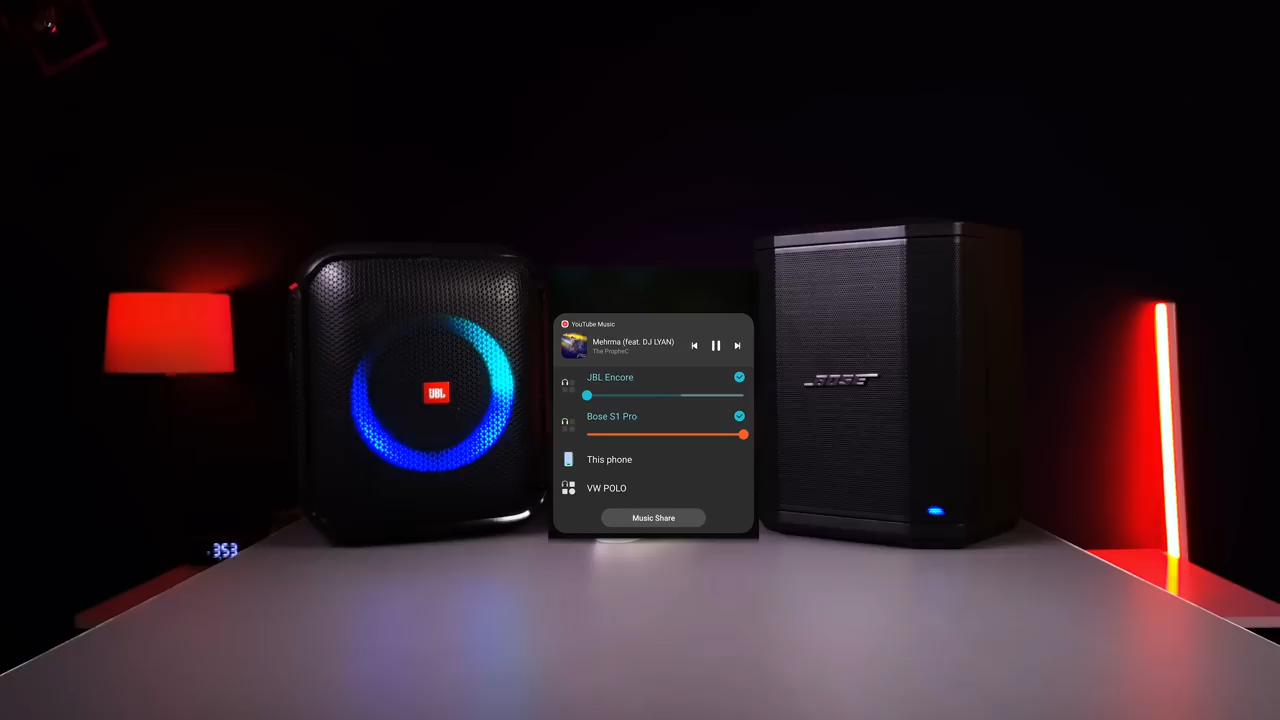 YouTube Music
Mehrma (feat. DJ LYAN)
The PropheC
JBL Encore
Bose S1 Pro
This phone
VW POLO
Music Share
JBL
BOSE
353